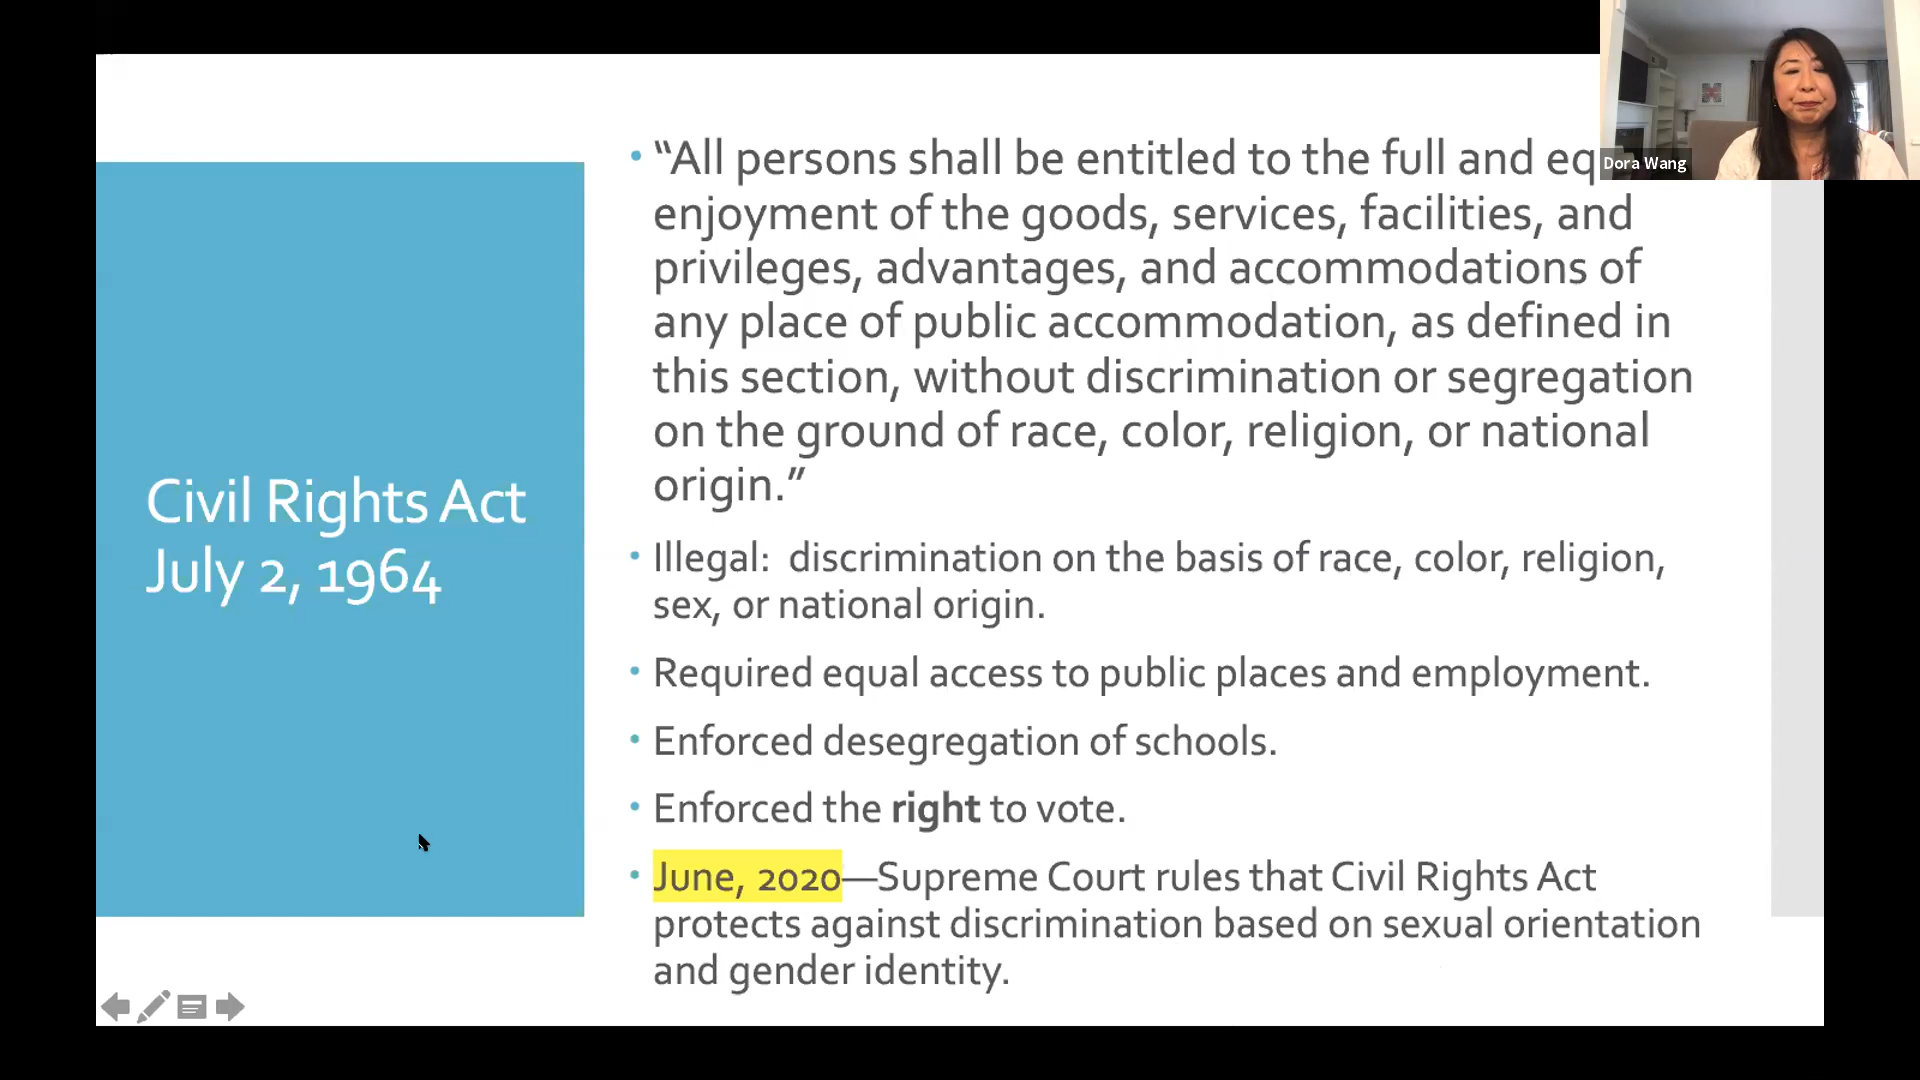 Civil Rights Act
July 2, 1964
• “All persons shall be entitled to the full and eq
enjoyment of the goods, services, facilities, and
privileges, advantages, and accommodations of
any place of public accommodation, as defined in
this section, without discrimination or segregation
on the ground of race, color, religion, or national
origin.”
• Illegal:  discrimination on the basis of race, color, religion,
sex, or national origin.
• Required equal access to public places and employment.
• Enforced desegregation of schools.
• Enforced the right to vote.
• June, 2020—Supreme Court rules that Civil Rights Act
protects against discrimination based on sexual orientation
and gender identity.
Dora Wang